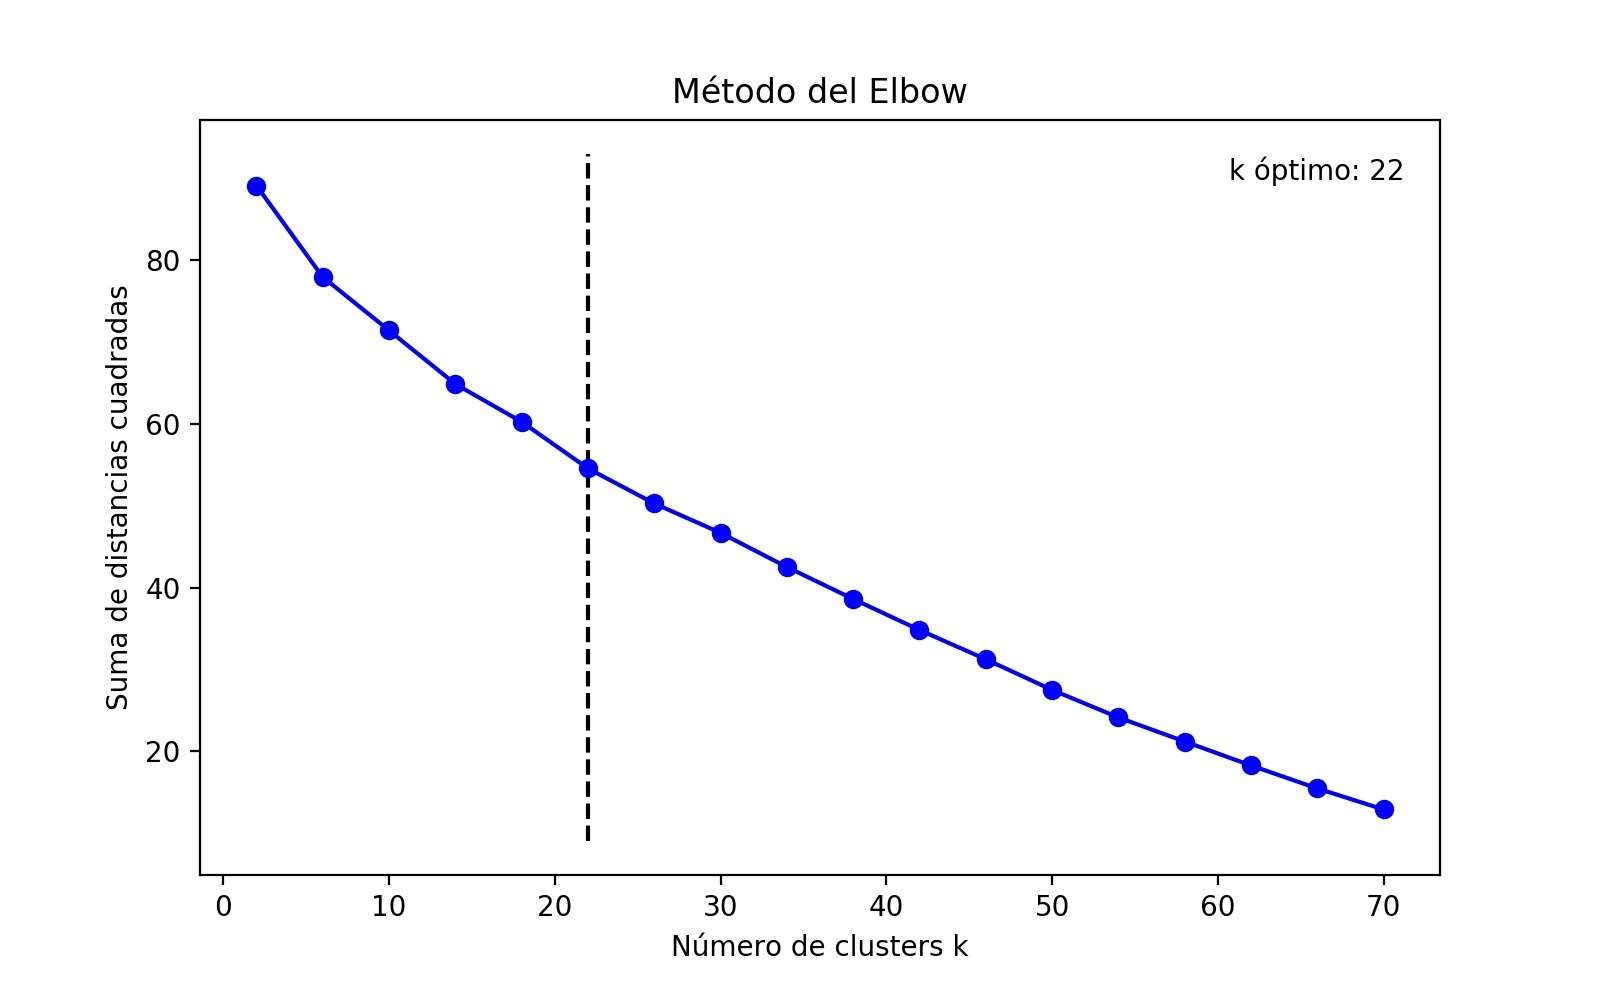 Método del Elbow
k óptimo: 22
Suma de distancias cuadradas
80
60
40
20
0 10 20 30 40 50 60 70
Número de clusters k